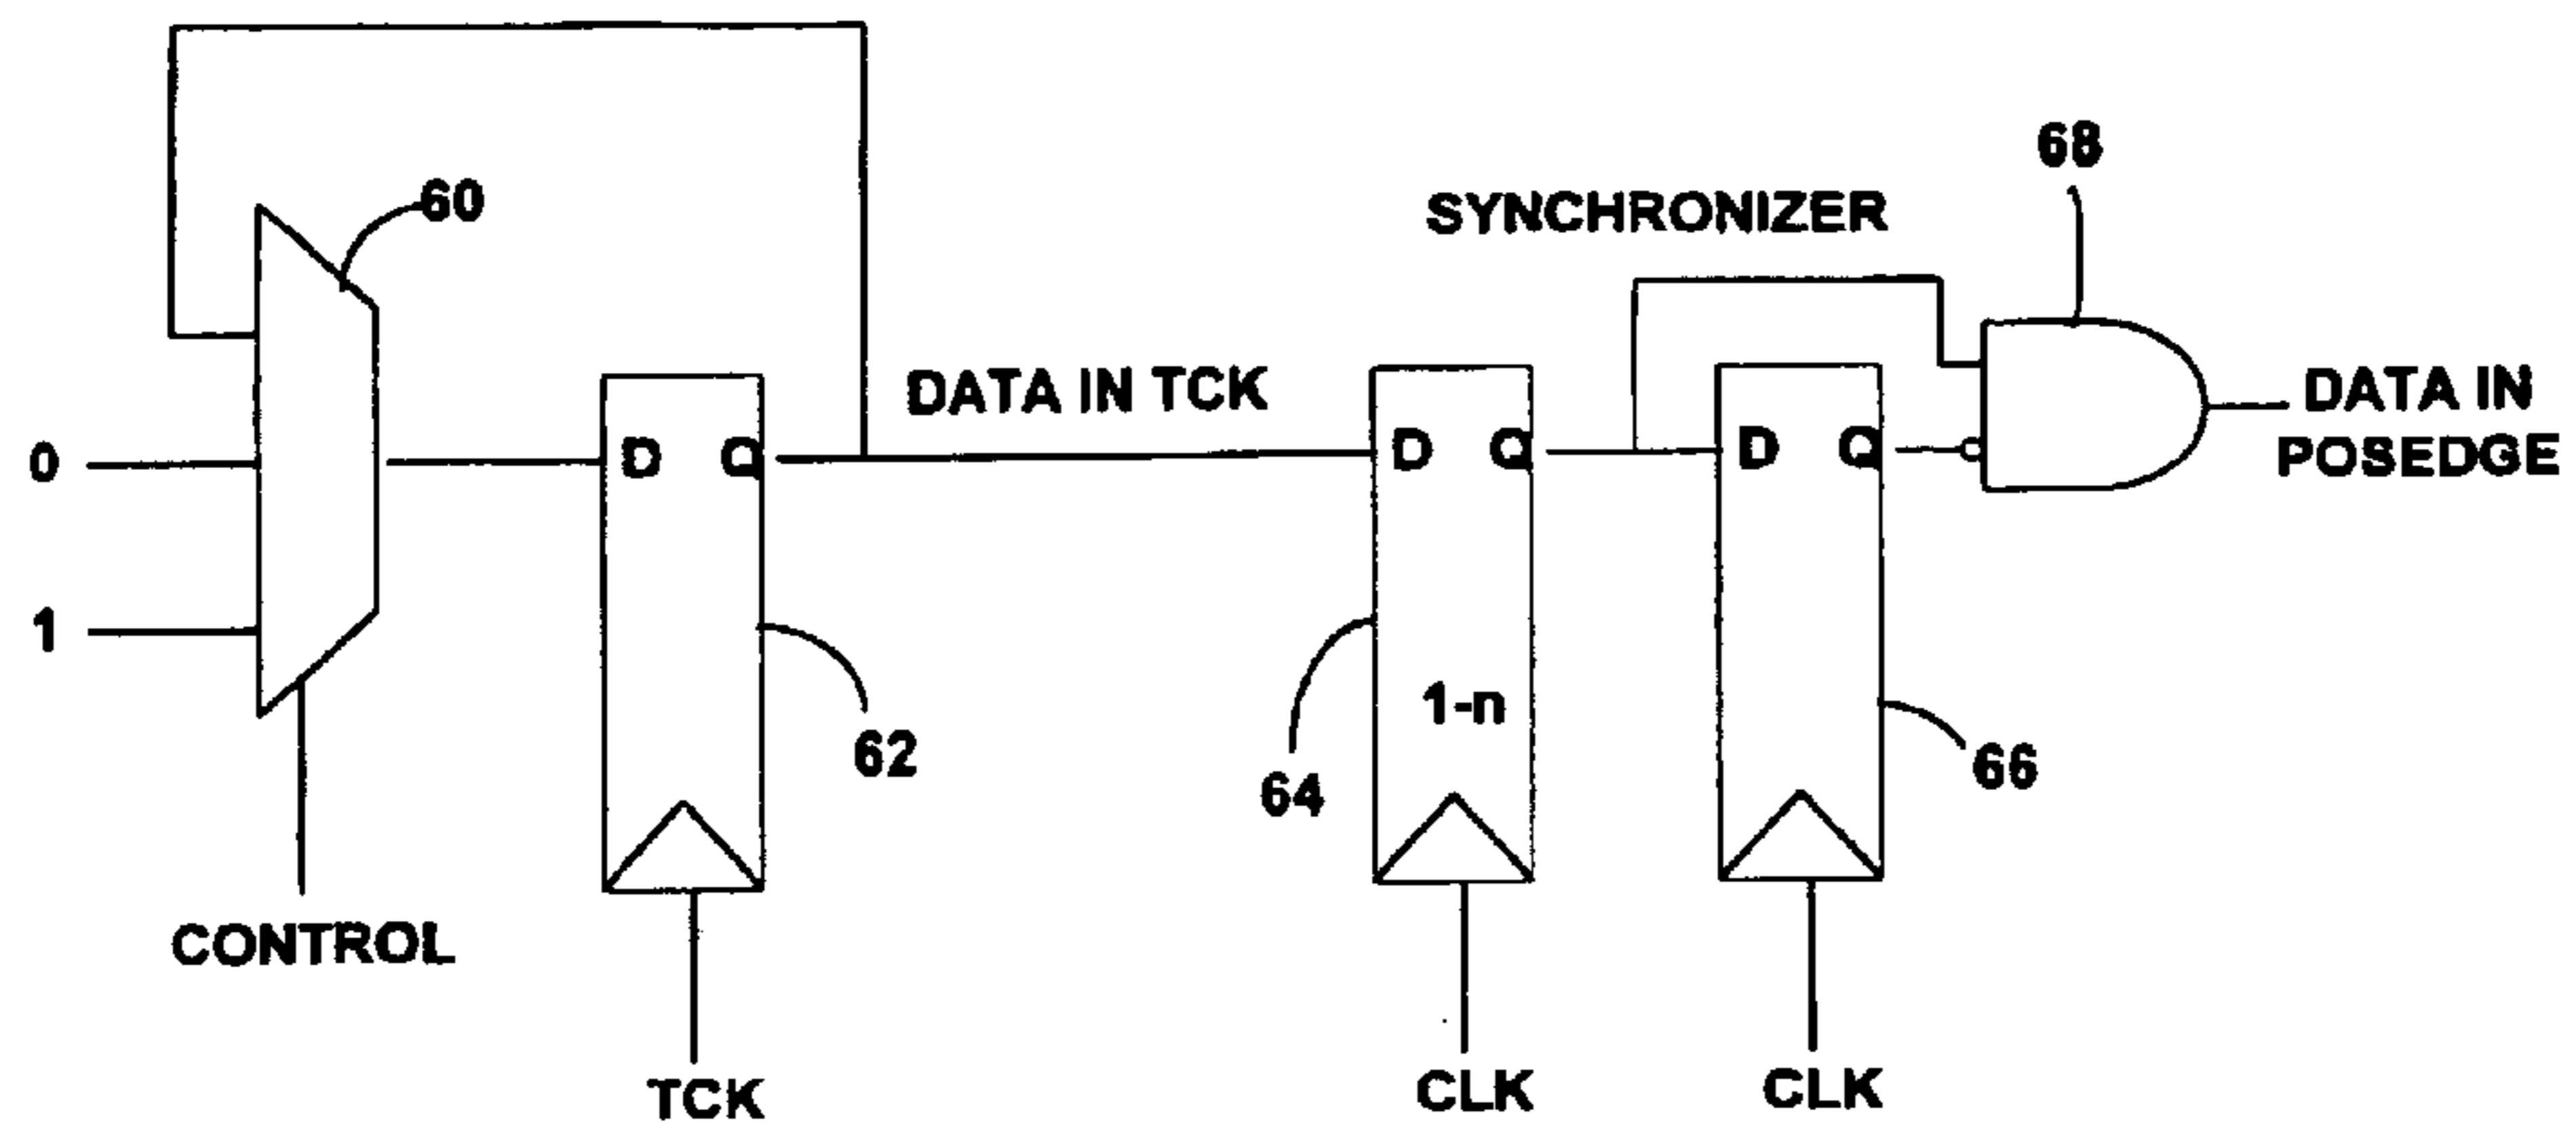 68
60
SYNCHRONIZER
DATA IN TCK
DATA IN
POSEDGE
0
D Q
D Q
D Q
1
1-n
62
64
66
CONTROL
TCK
CLK
CLK